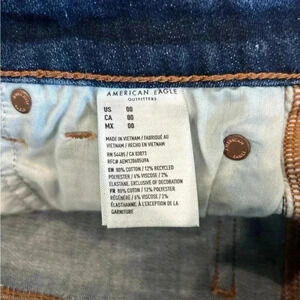 AMERICAN EAGLE
OUTFITTERS
US 00
CA 00
MX 00
MADE IN VIETNAM / FABRIQUÉ AU
VIETNAM / HECHO EN VIETNAM
EN 80% COTTON / 12% RECYCLED
POLYESTER / 6% VISCOSE / 2%
ELASTANE, EXCLUSIVE OF DECORATION
FR 80% COTON / 12% POLYESTER
RÉGÉNÉRÉ / 6% VISCOSE / 2%
ÉLASTHANNE, À L'EXCEPTION DE LA
GARNITURE